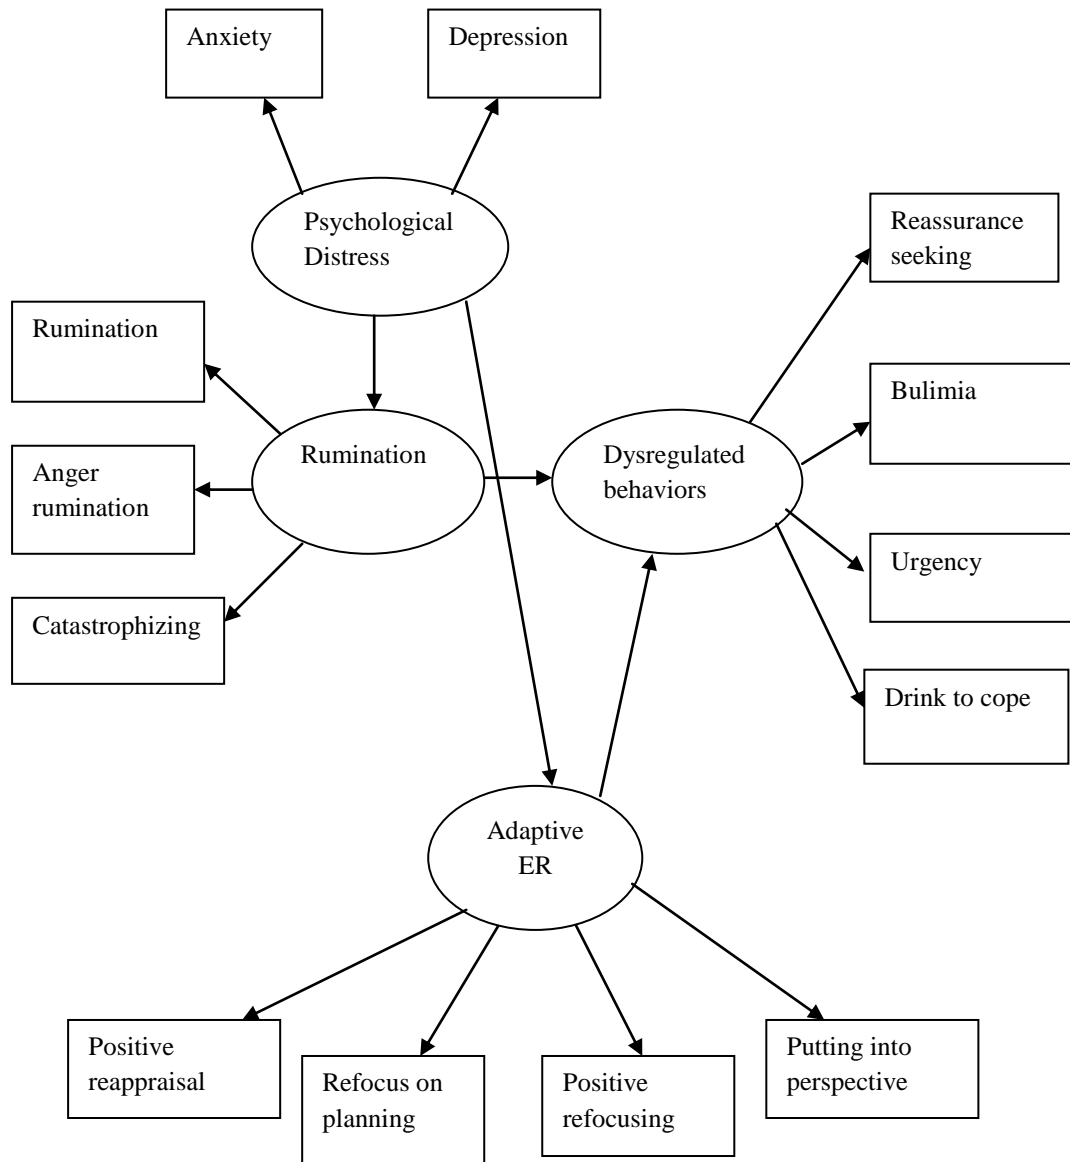 Anxiety
Depression
Psychological
Distress
Reassurance
seeking
Rumination
Bulimia
Rumination
Dysregulated
behaviors
Anger
rumination
Urgency
Catastrophizing
Drink to cope
Adaptive
ER
Positive
reappraisal
Refocus on
planning
Positive
refocusing
Putting into
perspective